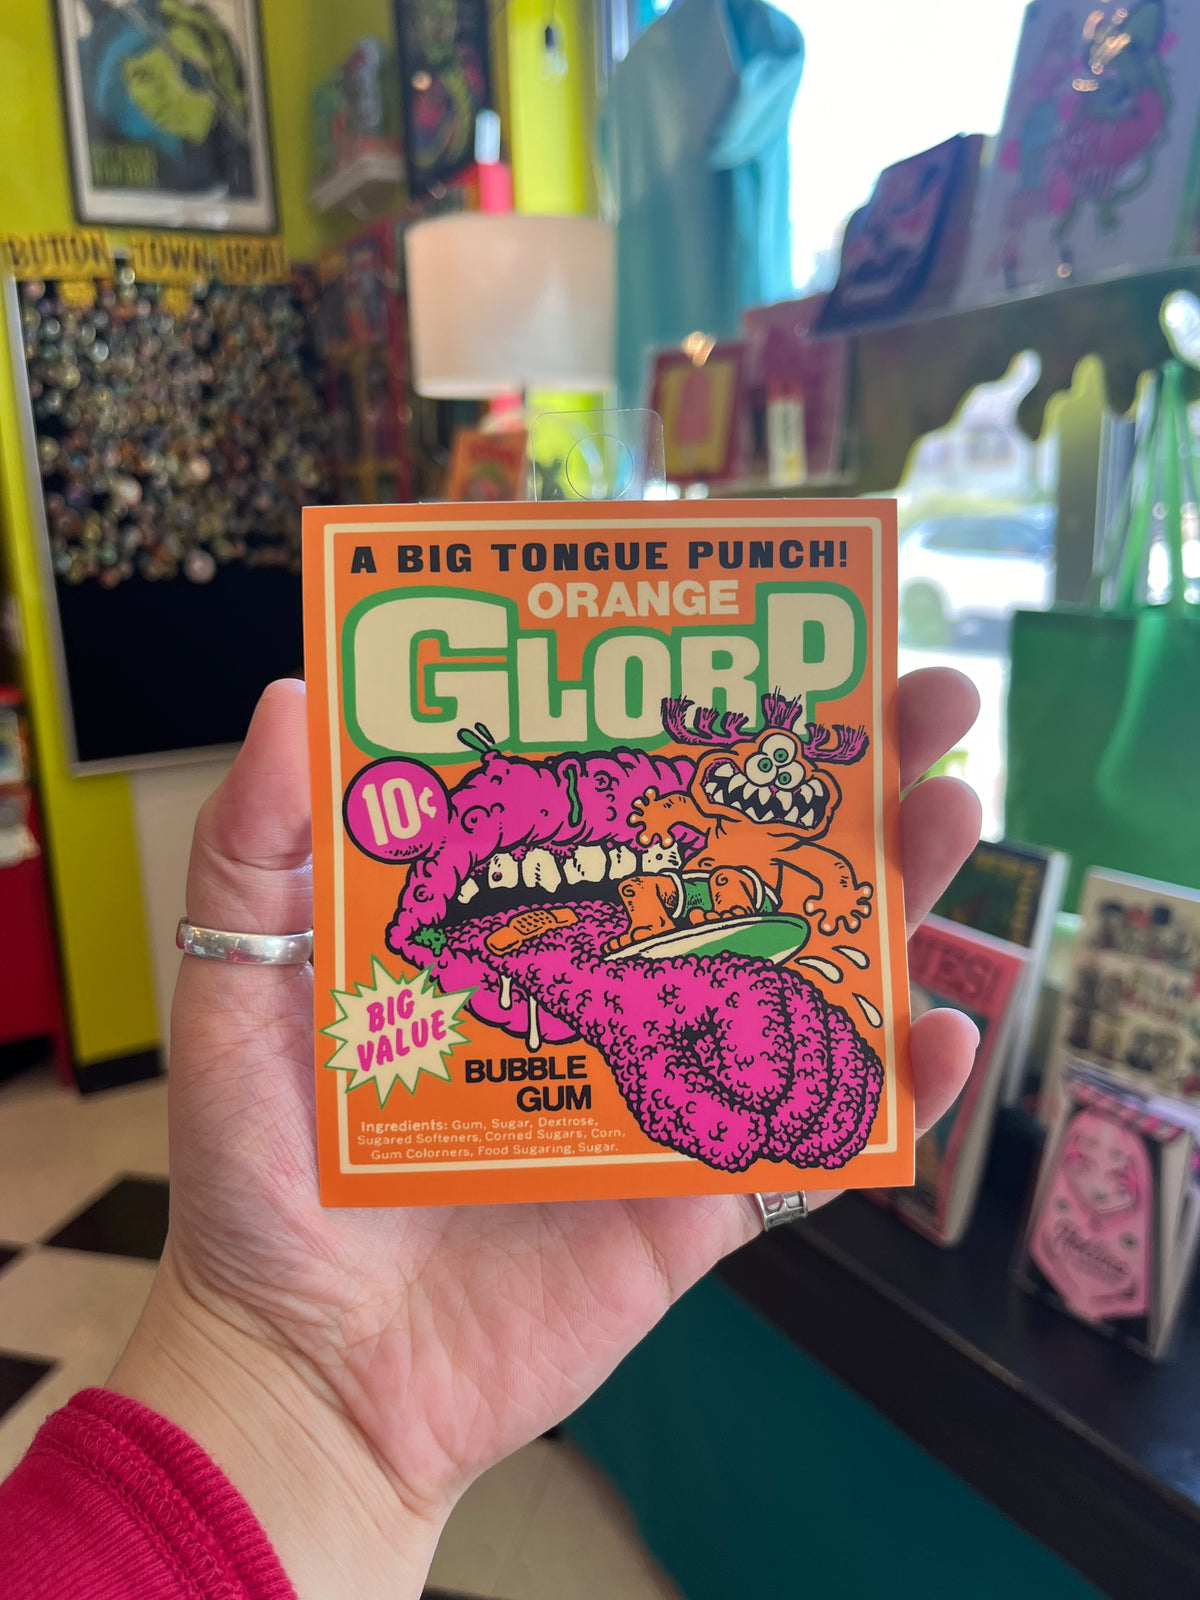 BUTTON TOWN USA!
A BIG TONGUE PUNCH!
ORANGE
GLORP
10¢
BIG
VALUE
BUBBLE
GUM
Ingredients: Gum, Sugar, Dextrose,
Sugared Softeners, Corned Sugars, Corn,
Gum Colorners, Food Sugaring, Sugar.